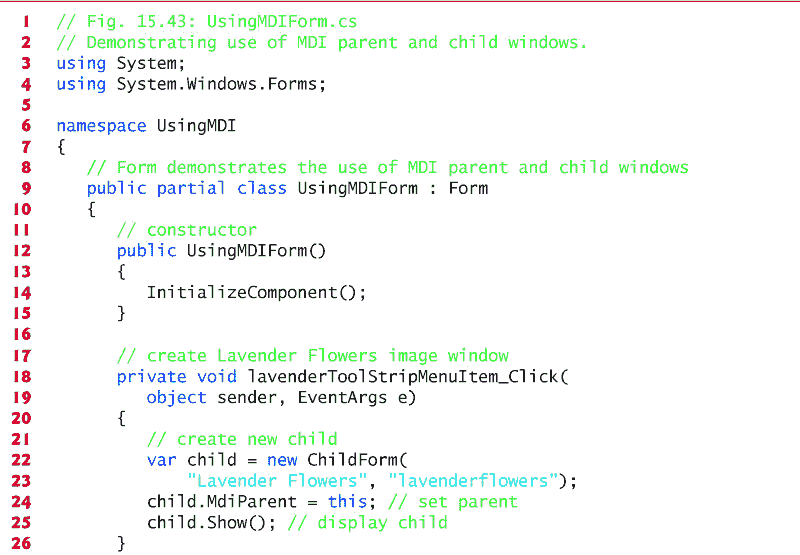 1 // Fig. 15.43: UsingMDIForm.cs
2 // Demonstrating use of MDI parent and child windows.
3 using System;
4 using System.Windows.Forms;
5
6 namespace UsingMDI
7 {
8 // Form demonstrates the use of MDI parent and child windows
9 public partial class UsingMDIForm : Form
10 {
11 // constructor
12 public UsingMDIForm()
13 {
14 InitializeComponent();
15 }
16
17 // create Lavender Flowers image window
18 private void lavenderToolStripMenuItem_Click(
19 object sender, EventArgs e)
20 {
21 // create new child
22 var child = new ChildForm(
23 "Lavender Flowers", "lavenderflowers");
24 child.MdiParent = this; // set parent
25 child.Show(); // display child
26 }